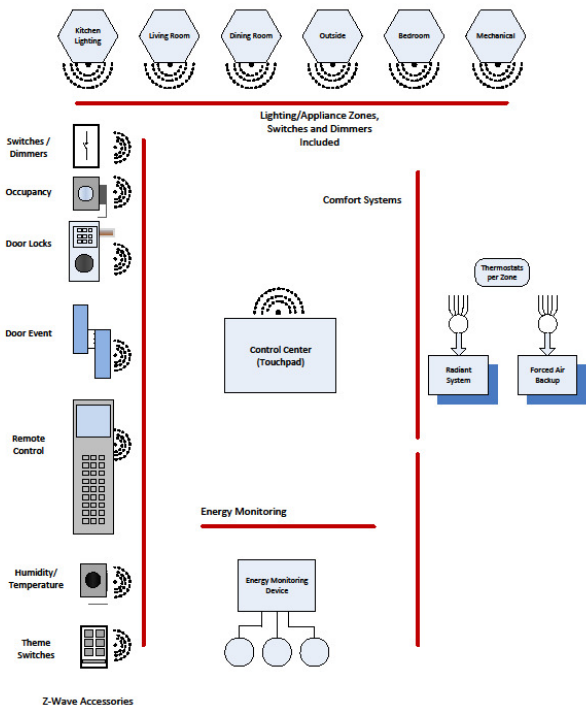 Kitchen
Lighting
Living Room
Dining Room
Outside
Bedroom
Mechanical
Lighting/Appliance Zones,
Switches and Dimmers
Included
Switches /
Dimmers
Occupancy
Door Locks
Door Event
Remote
Control
Humidity/
Temperature
Theme
Switches
Z-Wave Accessories
Comfort Systems
Thermostats
per Zone
Radiant
System
Forced Air
Backup
Control Center
(Touchpad)
Energy Monitoring
Energy Monitoring
Device